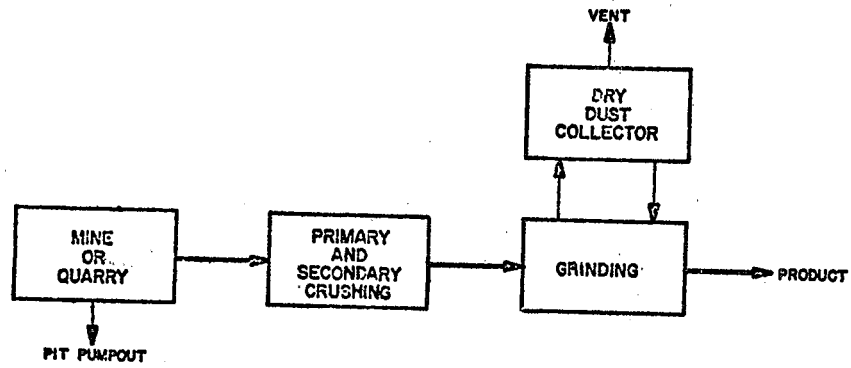 VENT
DRY
DUST
COLLECTOR
MINE
OR
QUARRY
PRIMARY
AND
SECONDARY
CRUSHING
GRINDING
PRODUCT
PIT PUMPOUT